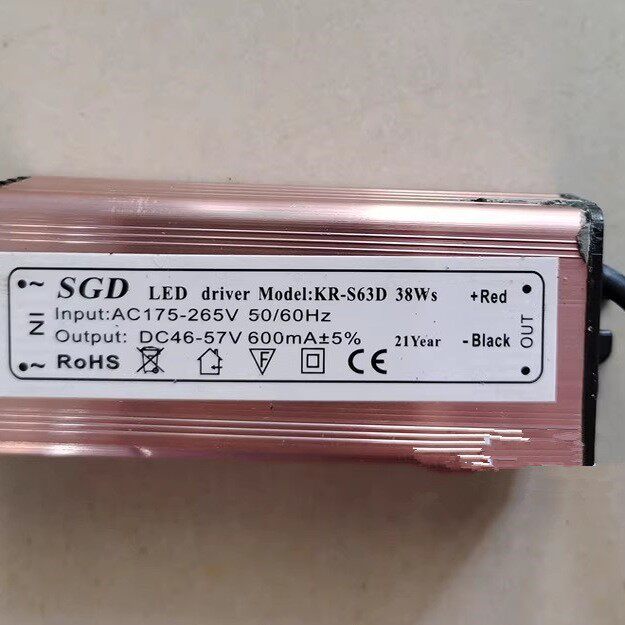 SGD LED driver Model:KR-S63D 38Ws +Red
IN
Input:AC175-265V 50/60Hz
Output: DC46-57V 600mA±5% 21Year -Black
OUT
RoHS F CE